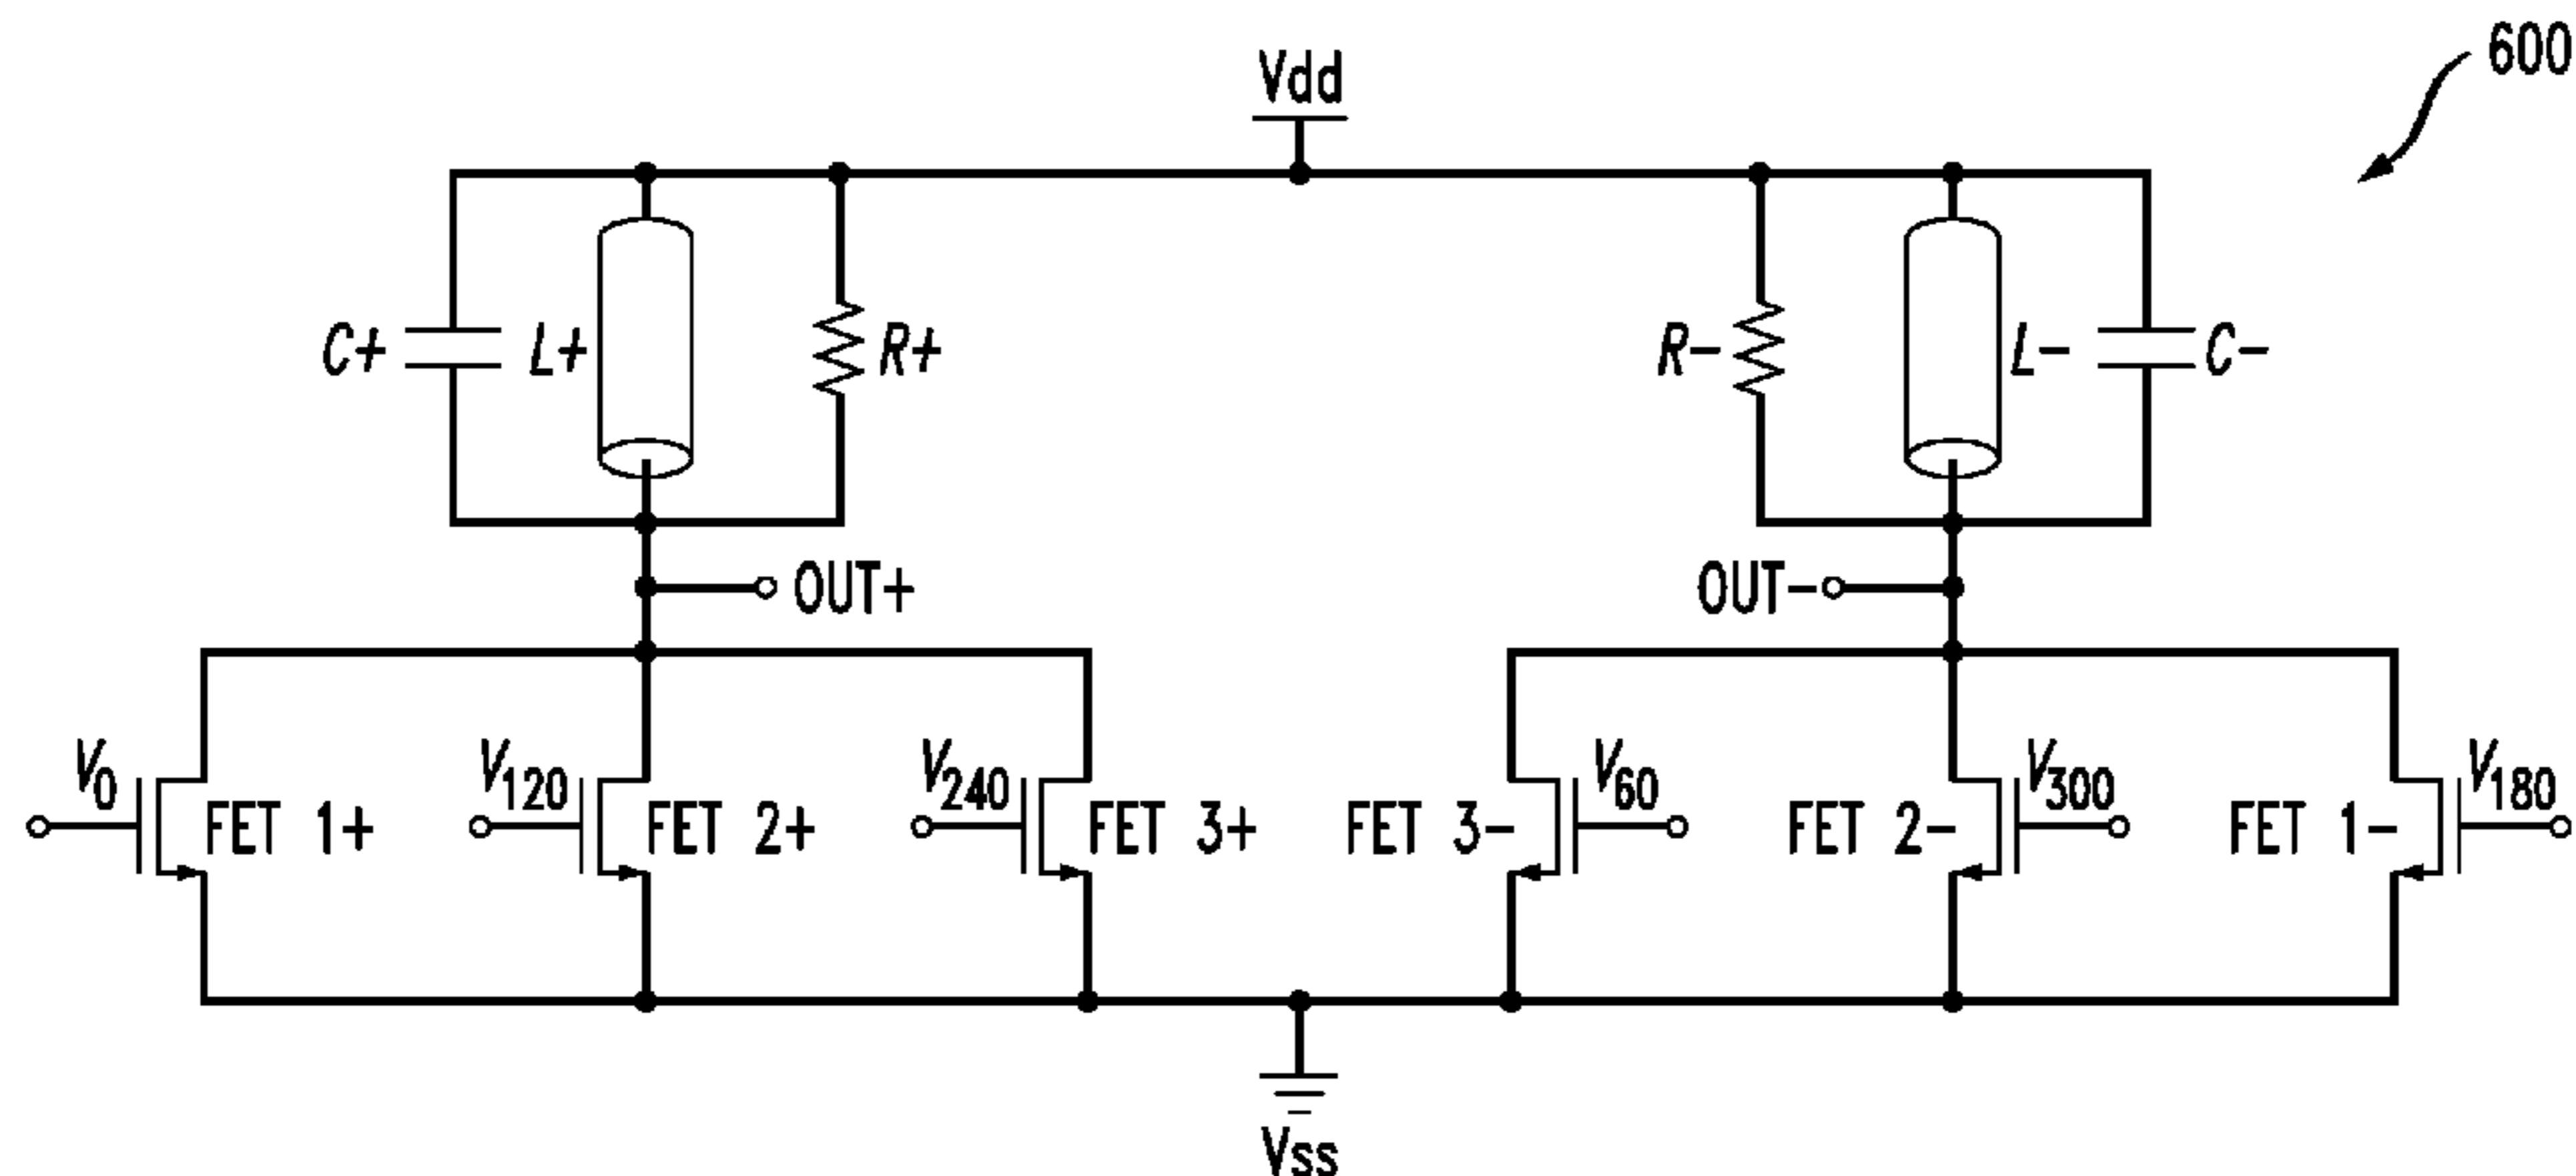 600
Vdd
C+
L+
R+
R-
L-
C-
OUT+
OUT-
V0
V120
V240
V60
V300
V180
FET 1+
FET 2+
FET 3+
FET 3-
FET 2-
FET 1-
Vss